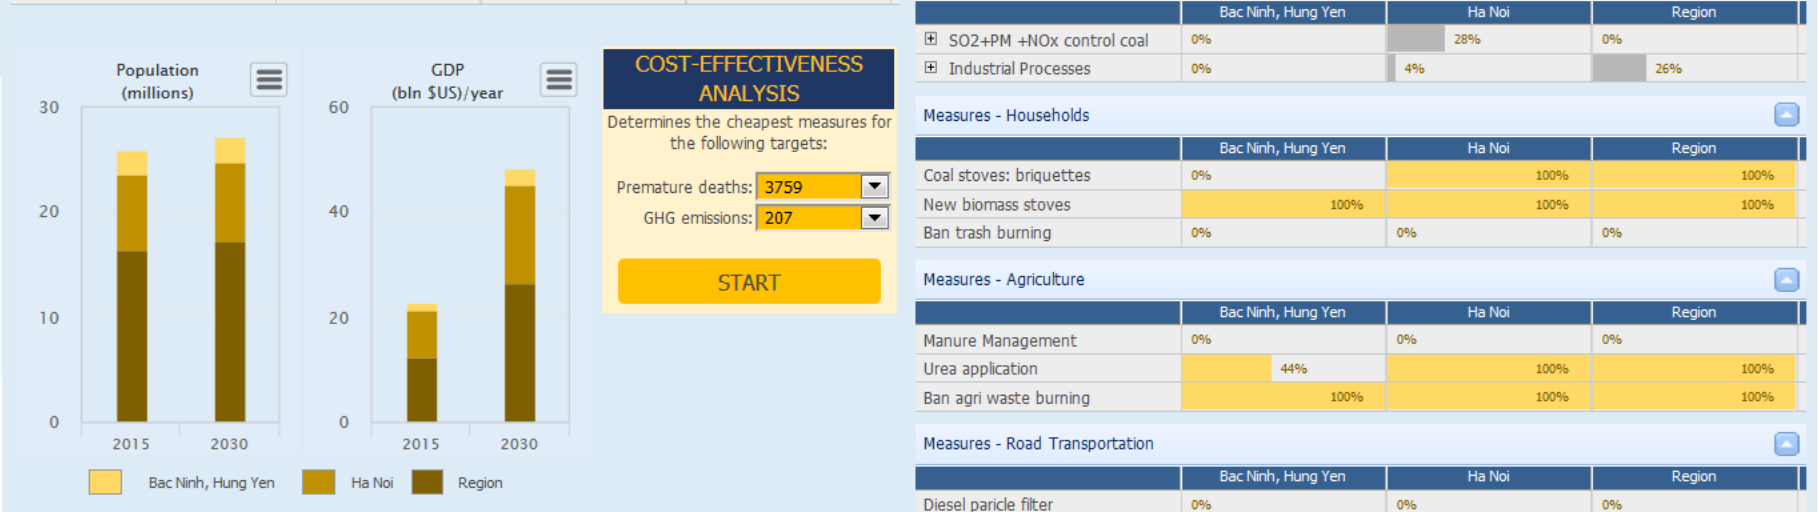 Population
(millions)
30
20
10
0
2015 2030
GDP
(bln $US)/year
60
40
20
0
2015 2030
Bac Ninh, Hung Yen Ha Noi Region
COST-EFFECTIVENESS
ANALYSIS
Determines the cheapest measures for
the following targets:
Premature deaths: 3759
GHG emissions: 207
START
Bac Ninh, Hung Yen Ha Noi Region
SO2+PM +NOx control coal 0% 28% 0%
Industrial Processes 0% 4% 26%
Measures - Households
Bac Ninh, Hung Yen Ha Noi Region
Coal stoves: briquettes 0% 100% 100%
New biomass stoves 100% 100% 100%
Ban trash burning 0% 0% 0%
Measures - Agriculture
Bac Ninh, Hung Yen Ha Noi Region
Manure Management 0% 0% 0%
Urea application 44% 100% 100%
Ban agri waste burning 100% 100% 100%
Measures - Road Transportation
Bac Ninh, Hung Yen Ha Noi Region
Diesel paricle filter 0% 0% 0%